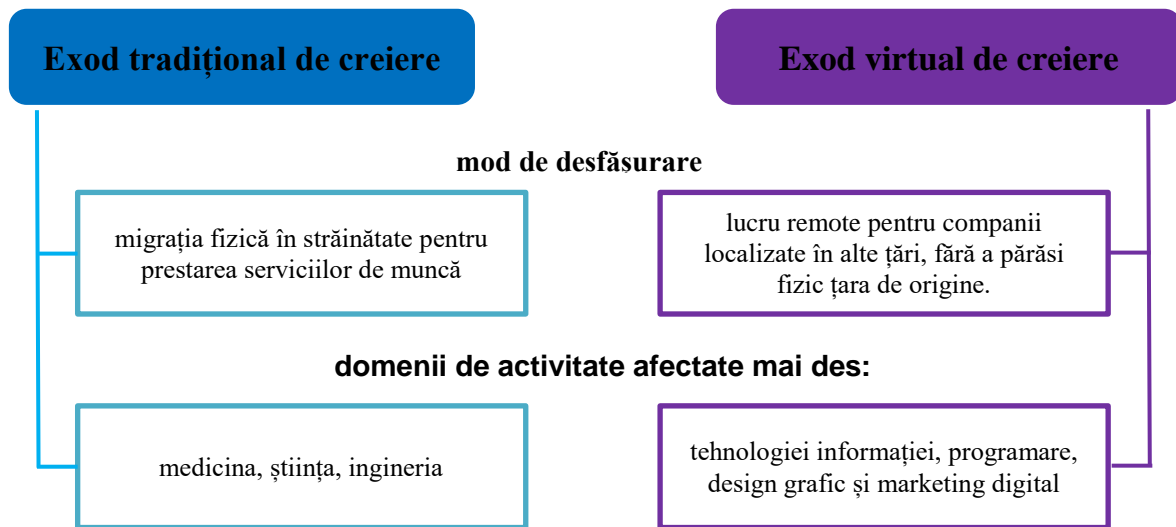 Exod tradițional de creiere
Exod virtual de creiere
mod de desfăsurare
migrația fizică în străinătate pentru
prestarea serviciilor de muncă
lucru remote pentru companii
localizate în alte țări, fără a părăsi
fizic țara de origine.
domenii de activitate afectate mai des:
medicina, știința, ingineria
tehnologiei informației, programare,
design grafic și marketing digital